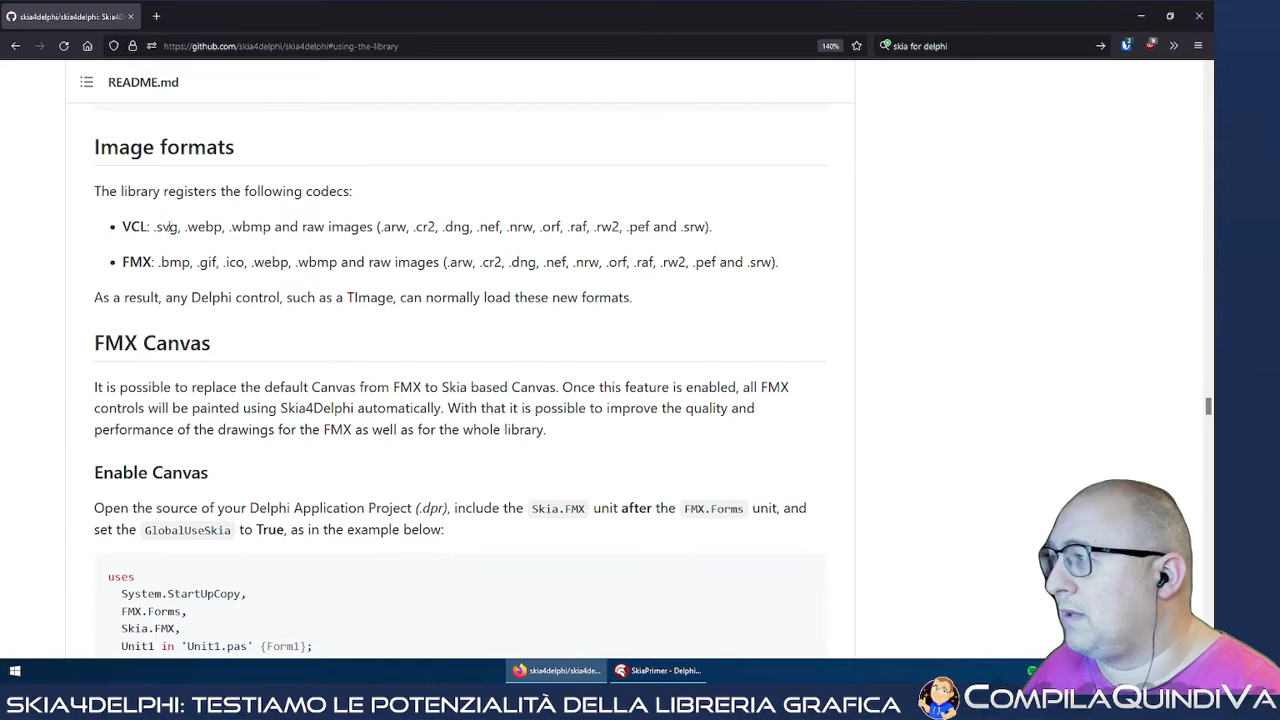 skia4delphi/skia4delphi: Skia4D
https://github.com/skia4delphi/skia4delphi#using-the-library
140%
skia for delphi
2
9
README.md
Image formats
The library registers the following codecs:
• VCL: .svg, .webp, .wbmp and raw images (.arw, .cr2, .dng, .nef, .nrw, .orf, .raf, .rw2, .pef and .srw).
• FMX: .bmp, .gif, .ico, .webp, .wbmp and raw images (.arw, .cr2, .dng, .nef, .nrw, .orf, .raf, .rw2, .pef and .srw).
As a result, any Delphi control, such as a TImage, can normally load these new formats.
FMX Canvas
It is possible to replace the default Canvas from FMX to Skia based Canvas. Once this feature is enabled, all FMX
controls will be painted using Skia4Delphi automatically. With that it is possible to improve the quality and
performance of the drawings for the FMX as well as for the whole library.
Enable Canvas
Open the source of your Delphi Application Project (.dpr), include the Skia.FMX unit after the FMX.Forms unit, and
set the GlobalUseSkia to True, as in the example below:
uses
System.StartUpCopy,
FMX.Forms,
Skia.FMX,
Unit1 in 'Unit1.pas' {Form1};
skia4delphi/skia4de...
SkiaPrimer - Delphi...
SKIA4DELPHI: TESTIAMO LE POTENZIALITÀ DELLA LIBRERIA GRAFICA
COMPILAQUINDIVA